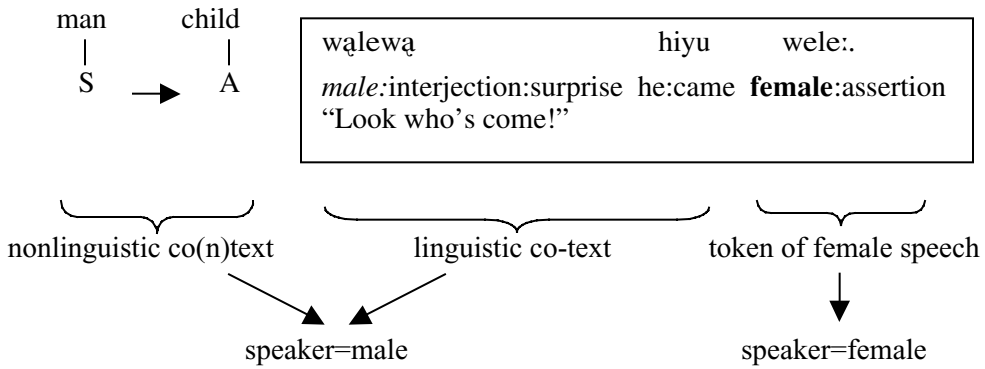 man child
S A
wąlewą hiyu wele:.
male:interjection:surprise he:came female:assertion
“Look who’s come!”
nonlinguistic co(n)text linguistic co-text token of female speech
speaker=male speaker=female